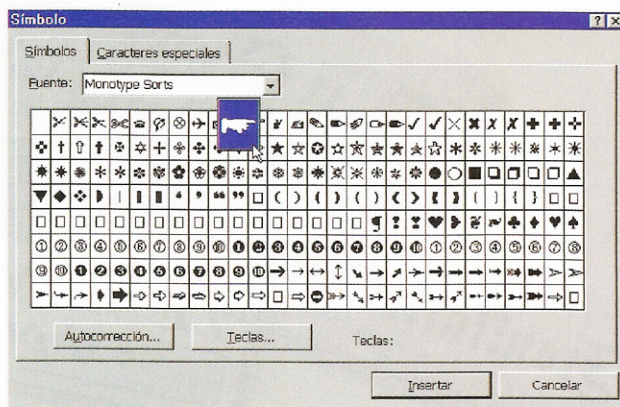 Símbolo
Símbolos Caracteres especiales
Fuente: Monotype Sorts
Autocorrección... Teclas... Teclas:
Insertar Cancelar